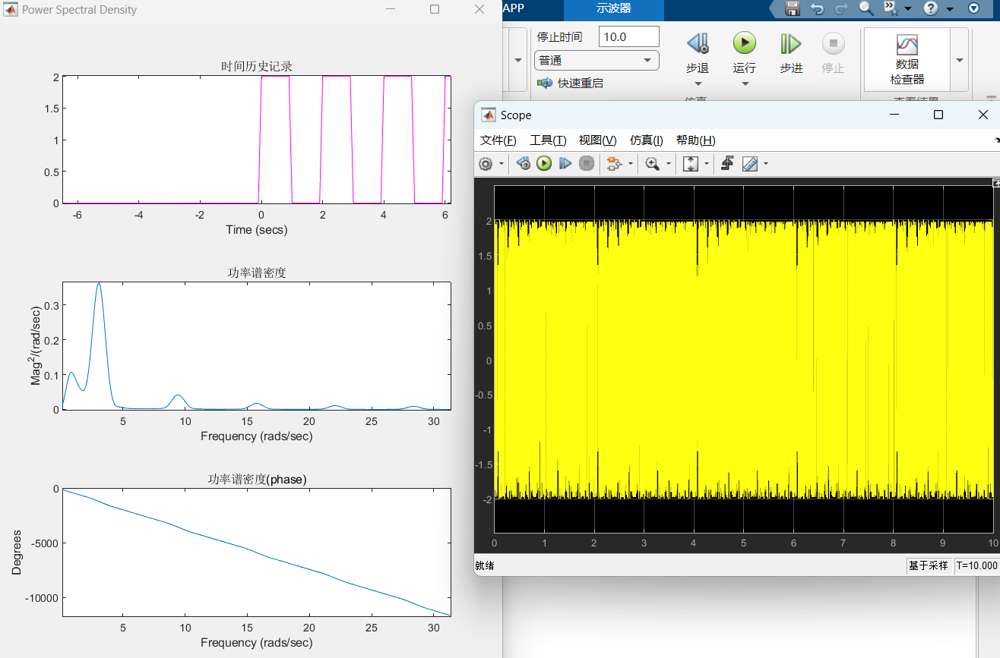 Power Spectral Density
时间历史记录
2
1.5
1
0.5
0
-6
-4
-2
0
2
4
6
Time (secs)
功率谱密度
Mag²/(rad/sec)
0.3
0.2
0.1
0
5
10
15
20
25
30
Frequency (rads/sec)
功率谱密度(phase)
Degrees
0
-5000
-10000
5
10
15
20
25
30
Frequency (rads/sec)
APP
示波器
停止时间
10.0
普通
快速重启
步退
运行
步进
停止
数据
检查器
仿真
查看结果
Scope
文件(F)
工具(T)
视图(V)
仿真(I)
帮助(H)
2
1.5
1
0.5
0
-0.5
-1
-1.5
-2
0
1
2
3
4
5
6
7
8
9
10
就绪
基于采样
T=10.000